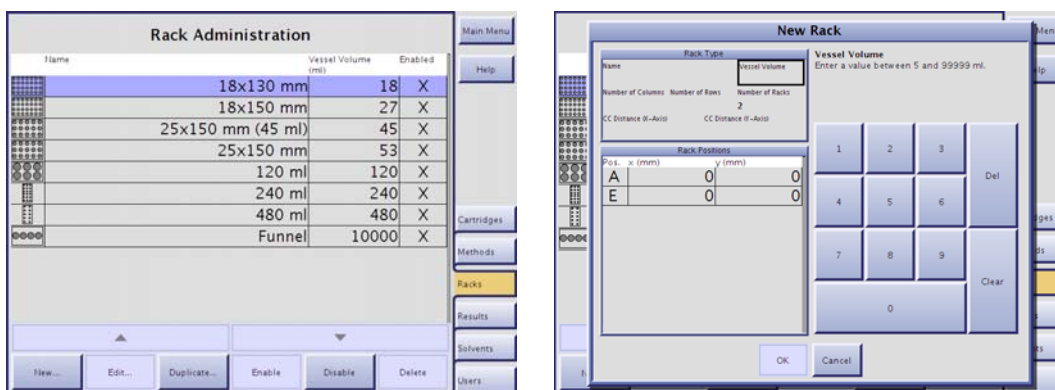 Rack Administration
Main Menu
Help
Name Vessel Volume (ml) Enabled
18x130 mm 18 X
18x150 mm 27 X
25x150 mm (45 ml) 45 X
25x150 mm 53 X
120 ml 120 X
240 ml 240 X
480 ml 480 X
Funnel 10000 X
Cartridges
Methods
Racks
Results
Solvents
Users
New... Edit... Duplicate... Enable Disable Delete
New Rack
Rack Type
Name Vessel Volume
Number of Columns Number of Rows Number of Racks
2
CC Distance (X-Axis) CC Distance (Y-Axis)
Rack Positions
Pos. x (mm) y (mm)
A 0 0
E 0 0
Vessel Volume
Enter a value between 5 and 99999 ml.
1 2 3 Del
4 5 6
7 8 9 Clear
0
OK Cancel